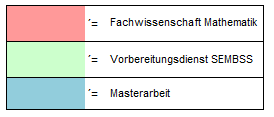 ´= Fachwissenschaft Mathematik
´= Vorbereitungsdienst SEMBSS
´= Masterarbeit